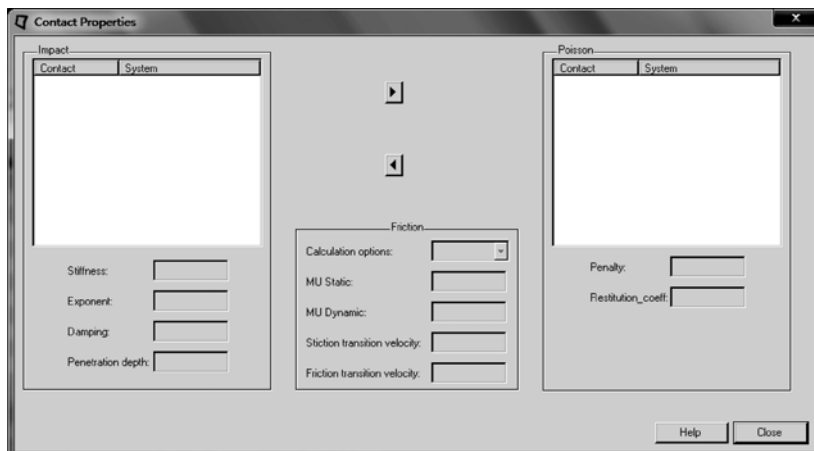 Contact Properties
Impact
Contact System
Stiffness:
Exponent:
Damping:
Penetration depth:
Friction
Calculation options:
MU Static:
MU Dynamic:
Stiction transition velocity:
Friction transition velocity:
Poisson
Contact System
Penalty:
Restitution_coeff:
Help Close